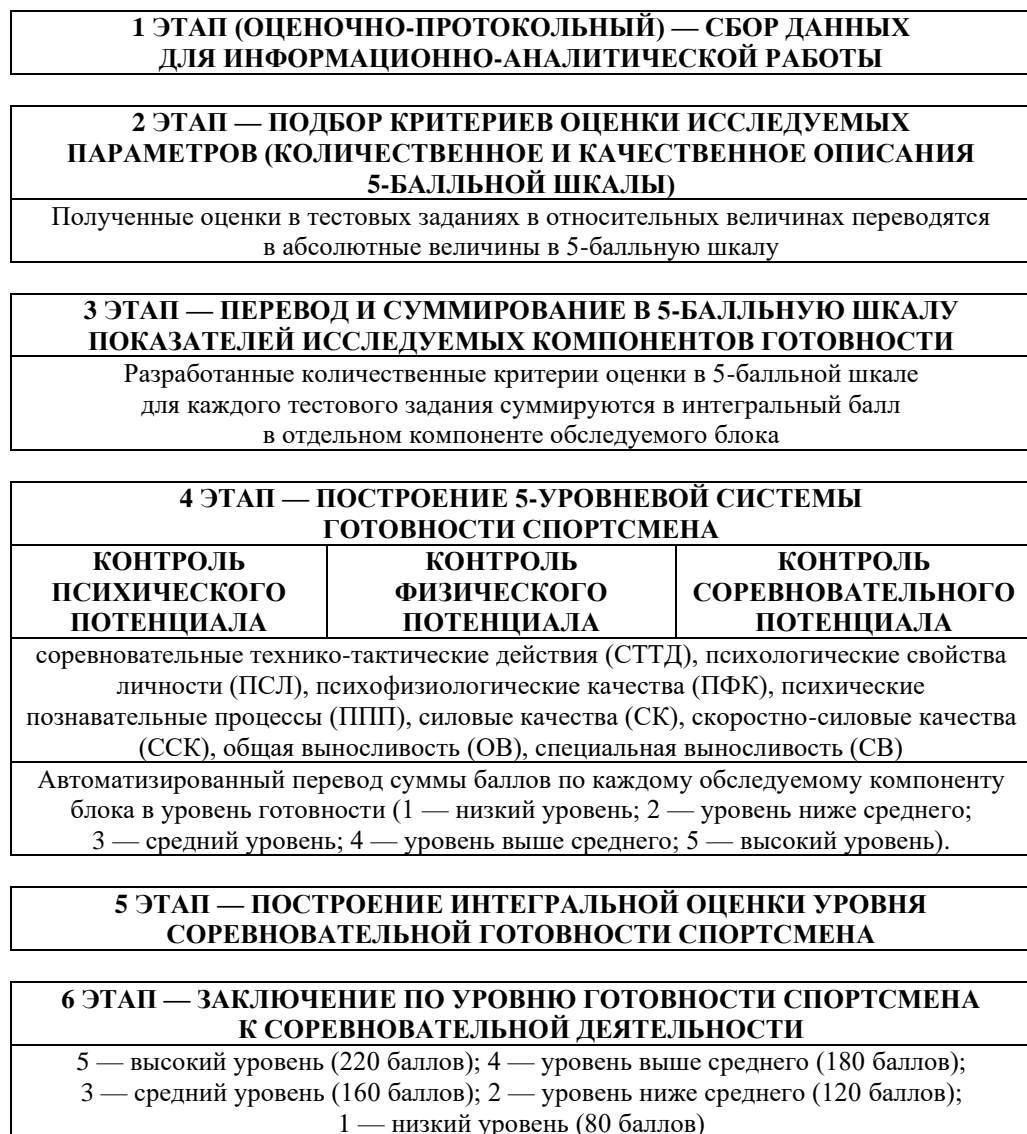 1 ЭТАП (ОЦЕНОЧНО-ПРОТОКОЛЬНЫЙ) — СБОР ДАННЫХ
ДЛЯ ИНФОРМАЦИОННО-АНАЛИТИЧЕСКОЙ РАБОТЫ
2 ЭТАП — ПОДБОР КРИТЕРИЕВ ОЦЕНКИ ИССЛЕДУЕМЫХ
ПАРАМЕТРОВ (КОЛИЧЕСТВЕННОЕ И КАЧЕСТВЕННОЕ ОПИСАНИЯ
5-БАЛЛЬНОЙ ШКАЛЫ)
Полученные оценки в тестовых заданиях в относительных величинах переводятся
в абсолютные величины в 5-балльную шкалу
3 ЭТАП — ПЕРЕВОД И СУММИРОВАНИЕ В 5-БАЛЛЬНУЮ ШКАЛУ
ПОКАЗАТЕЛЕЙ ИССЛЕДУЕМЫХ КОМПОНЕНТОВ ГОТОВНОСТИ
Разработанные количественные критерии оценки в 5-балльной шкале
для каждого тестового задания суммируются в интегральный балл
в отдельном компоненте обследуемого блока
4 ЭТАП — ПОСТРОЕНИЕ 5-УРОВНЕВОЙ СИСТЕМЫ
ГОТОВНОСТИ СПОРТСМЕНА
КОНТРОЛЬ
ПСИХИЧЕСКОГО
ПОТЕНЦИАЛА
КОНТРОЛЬ
ФИЗИЧЕСКОГО
ПОТЕНЦИАЛА
КОНТРОЛЬ
СОРЕВНОВАТЕЛЬНОГО
ПОТЕНЦИАЛА
соревновательные технико-тактические действия (СТТД), психологические свойства
личности (ПСЛ), психофизиологические качества (ПФК), психические
познавательные процессы (ППП), силовые качества (СК), скоростно-силовые качества
(ССК), общая выносливость (ОВ), специальная выносливость (СВ)
Автоматизированный перевод суммы баллов по каждому обследуемому компоненту
блока в уровень готовности (1 — низкий уровень; 2 — уровень ниже среднего;
3 — средний уровень; 4 — уровень выше среднего; 5 — высокий уровень).
5 ЭТАП — ПОСТРОЕНИЕ ИНТЕГРАЛЬНОЙ ОЦЕНКИ УРОВНЯ
СОРЕВНОВАТЕЛЬНОЙ ГОТОВНОСТИ СПОРТСМЕНА
6 ЭТАП — ЗАКЛЮЧЕНИЕ ПО УРОВНЮ ГОТОВНОСТИ СПОРТСМЕНА
К СОРЕВНОВАТЕЛЬНОЙ ДЕЯТЕЛЬНОСТИ
5 — высокий уровень (220 баллов); 4 — уровень выше среднего (180 баллов);
3 — средний уровень (160 баллов); 2 — уровень ниже среднего (120 баллов);
1 — низкий уровень (80 баллов)